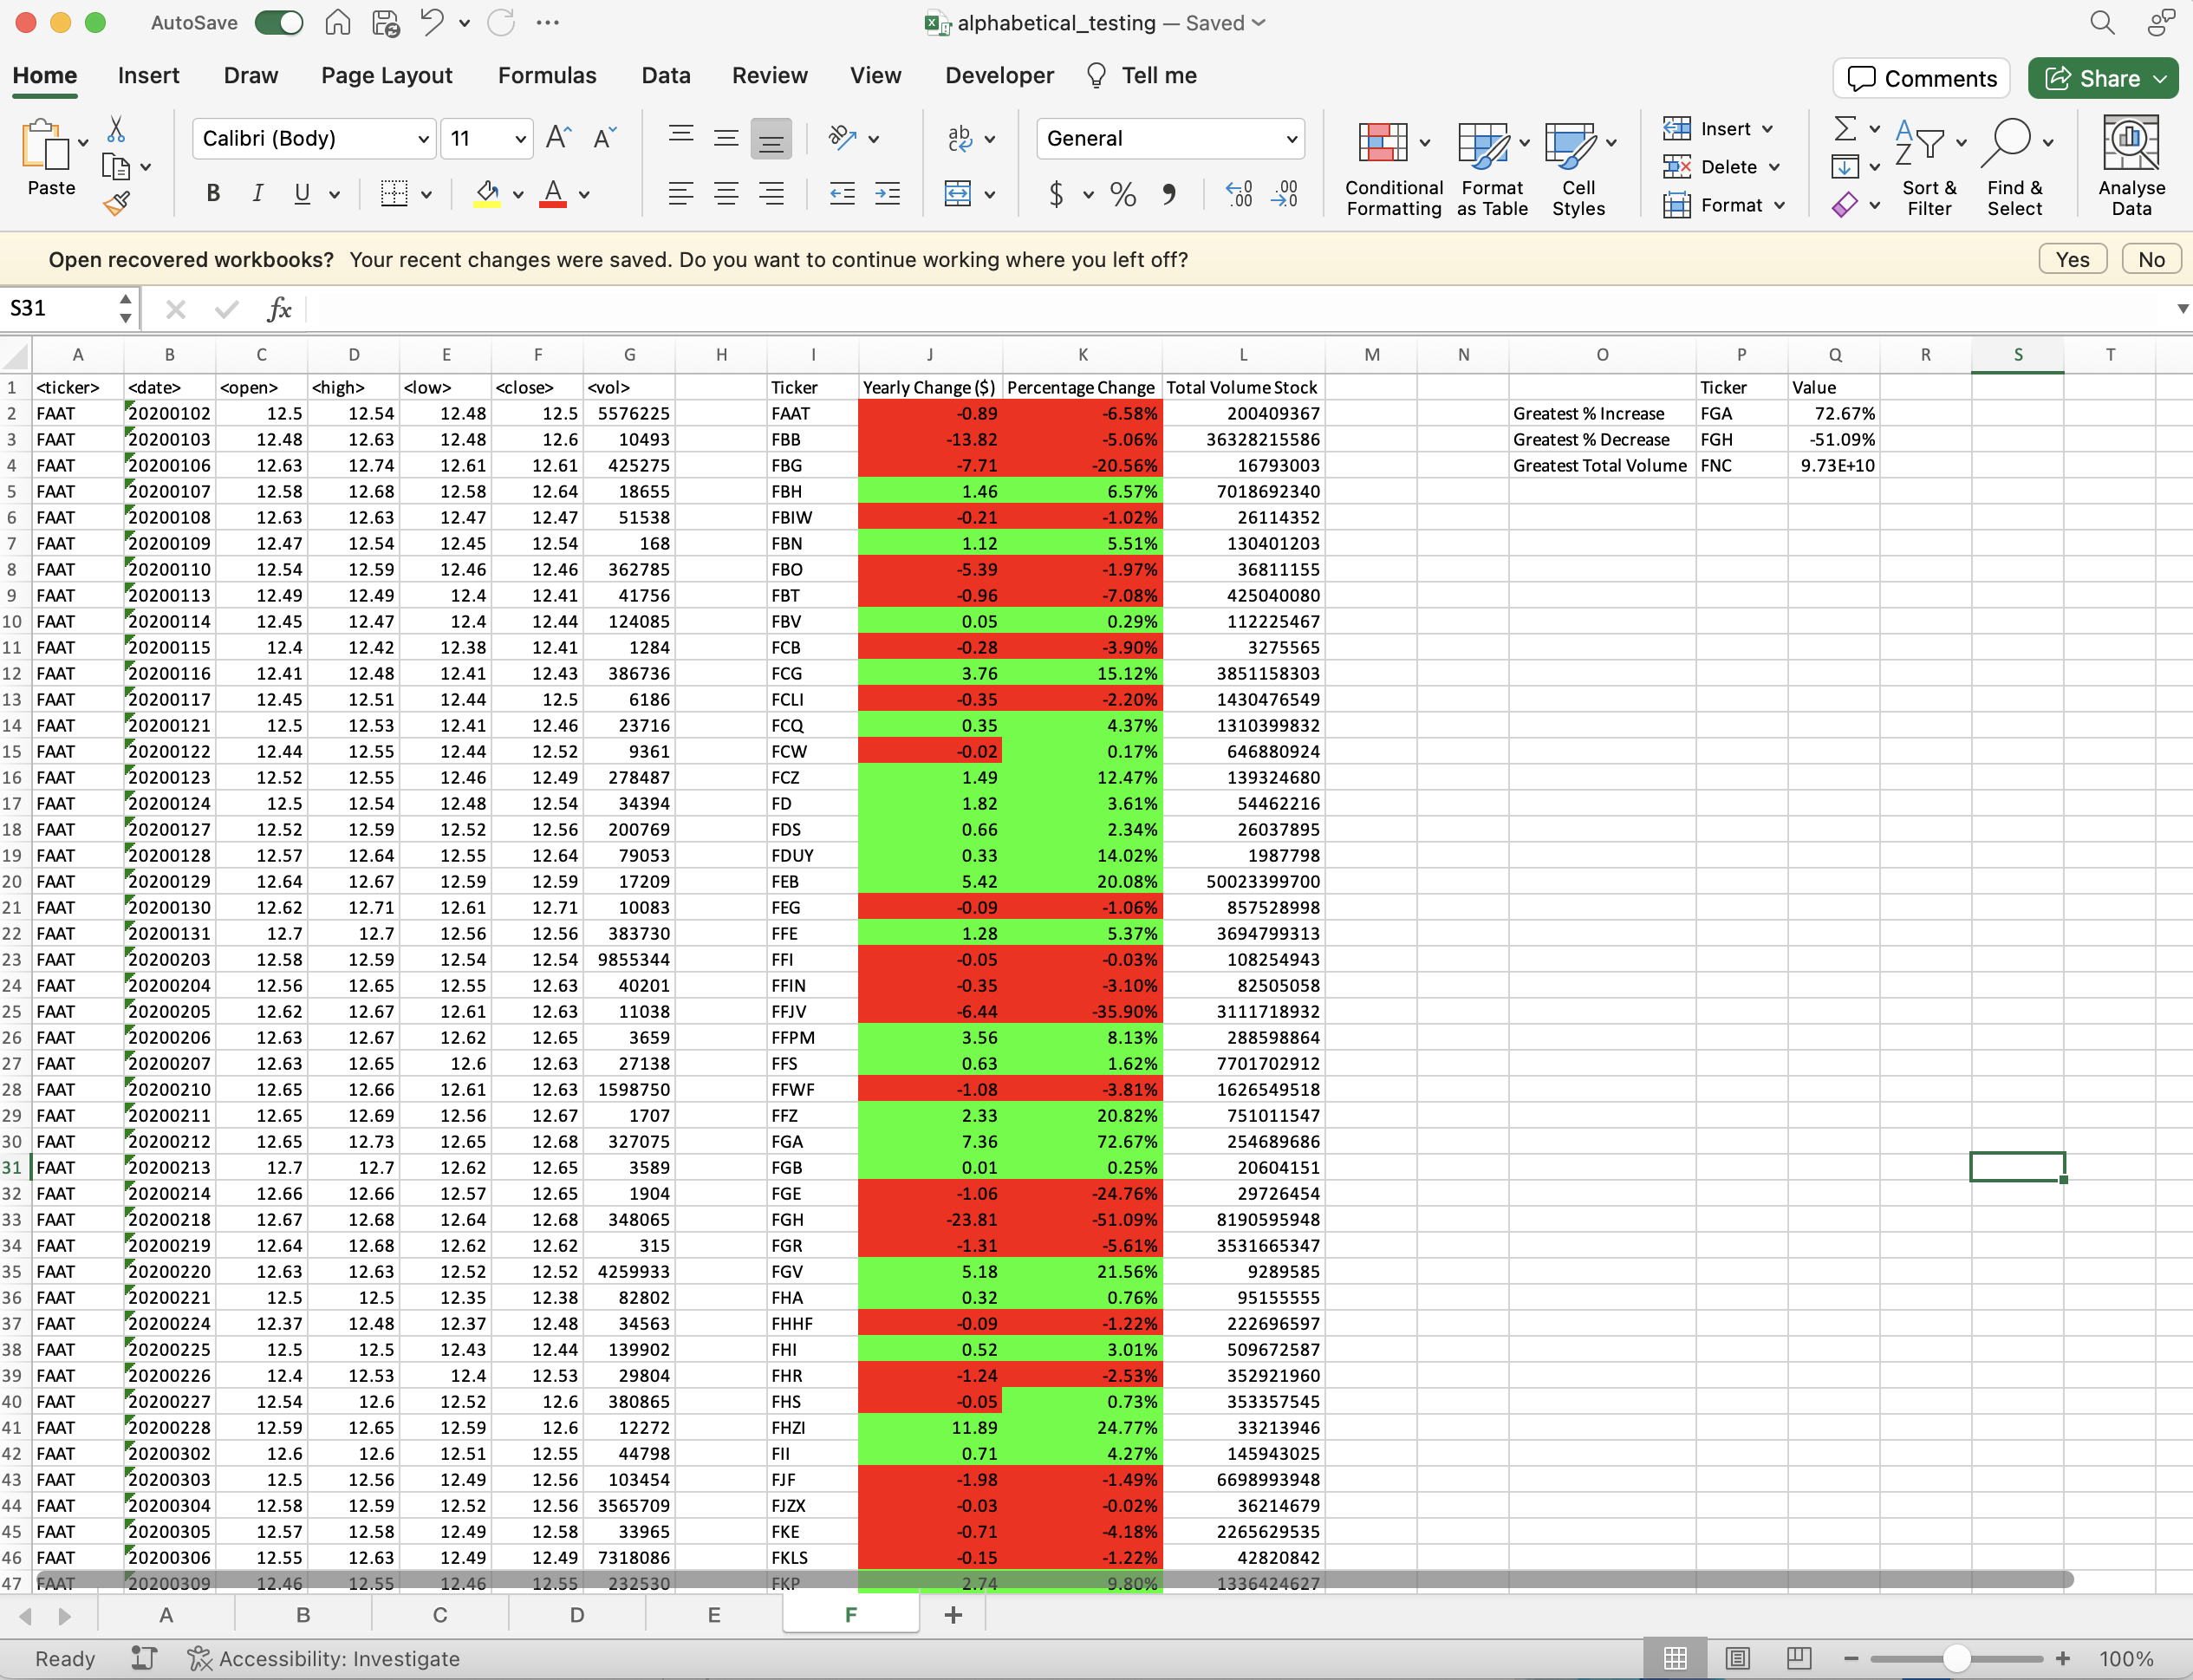 AutoSave
alphabetical_testing — Saved
Home Insert Draw Page Layout Formulas Data Review View Developer Tell me Comments Share
Paste Calibri (Body) 11 General Conditional Formatting Format as Table Cell Styles Insert Delete Format Sort & Filter Find & Select Analyse Data
Open recovered workbooks? Your recent changes were saved. Do you want to continue working where you left off? Yes No
S31 fx
A B C D E F G H I J K L M N O P Q R S T
1 <ticker> <date> <open> <high> <low> <close> <vol> Ticker Yearly Change ($) Percentage Change Total Volume Stock Ticker Value
2 FAAT 20200102 12.5 12.54 12.48 12.5 5576225 FAAT -0.89 -6.58% 200409367 Greatest % Increase FGA 72.67%
3 FAAT 20200103 12.48 12.63 12.48 12.6 10493 FBB -13.82 -5.06% 36328215586 Greatest % Decrease FGH -51.09%
4 FAAT 20200106 12.63 12.74 12.61 12.61 425275 FBG -7.71 -20.56% 16793003 Greatest Total Volume FNC 9.73E+10
5 FAAT 20200107 12.58 12.68 12.58 12.64 18655 FBH 1.46 6.57% 7018692340
6 FAAT 20200108 12.63 12.63 12.47 12.47 51538 FBIW -0.21 -1.02% 26114352
7 FAAT 20200109 12.47 12.54 12.45 12.54 168 FBN 1.12 5.51% 130401203
8 FAAT 20200110 12.54 12.59 12.46 12.46 362785 FBO -5.39 -1.97% 36811155
9 FAAT 20200113 12.49 12.49 12.4 12.41 41756 FBT -0.96 -7.08% 425040080
10 FAAT 20200114 12.45 12.47 12.4 12.44 124085 FBV 0.05 0.29% 112225467
11 FAAT 20200115 12.4 12.42 12.38 12.41 1284 FCB -0.28 -3.90% 3275565
12 FAAT 20200116 12.41 12.48 12.41 12.43 386736 FCG 3.76 15.12% 3851158303
13 FAAT 20200117 12.45 12.51 12.44 12.5 6186 FCLI -0.35 -2.20% 1430476549
14 FAAT 20200121 12.5 12.53 12.41 12.46 23716 FCQ 0.35 4.37% 1310399832
15 FAAT 20200122 12.44 12.55 12.44 12.52 9361 FCW -0.02 0.17% 646880924
16 FAAT 20200123 12.52 12.55 12.46 12.49 278487 FCZ 1.49 12.47% 139324680
17 FAAT 20200124 12.5 12.54 12.48 12.54 34394 FD 1.82 3.61% 54462216
18 FAAT 20200127 12.52 12.59 12.52 12.56 200769 FDS 0.66 2.34% 26037895
19 FAAT 20200128 12.57 12.64 12.55 12.64 79053 FDUY 0.33 14.02% 1987798
20 FAAT 20200129 12.64 12.67 12.59 12.59 17209 FEB 5.42 20.08% 50023399700
21 FAAT 20200130 12.62 12.71 12.61 12.71 10083 FEG -0.09 -1.06% 857528998
22 FAAT 20200131 12.7 12.7 12.56 12.56 383730 FFE 1.28 5.37% 3694799313
23 FAAT 20200203 12.58 12.59 12.54 12.54 9855344 FFI -0.05 -0.03% 108254943
24 FAAT 20200204 12.56 12.65 12.55 12.63 40201 FFIN -0.35 -3.10% 82505058
25 FAAT 20200205 12.62 12.67 12.61 12.63 11038 FFJV -6.44 -35.90% 3111718932
26 FAAT 20200206 12.63 12.67 12.62 12.65 3659 FFPM 3.56 8.13% 288598864
27 FAAT 20200207 12.63 12.65 12.6 12.63 27138 FFS 0.63 1.62% 7701702912
28 FAAT 20200210 12.65 12.66 12.61 12.63 1598750 FFWF -1.08 -3.81% 1626549518
29 FAAT 20200211 12.65 12.69 12.56 12.67 1707 FFZ 2.33 20.82% 751011547
30 FAAT 20200212 12.65 12.73 12.65 12.68 327075 FGA 7.36 72.67% 254689686
31 FAAT 20200213 12.7 12.7 12.62 12.65 3589 FGB 0.01 0.25% 20604151
32 FAAT 20200214 12.66 12.66 12.57 12.65 1904 FGE -1.06 -24.76% 29726454
33 FAAT 20200218 12.67 12.68 12.64 12.68 348065 FGH -23.81 -51.09% 8190595948
34 FAAT 20200219 12.64 12.68 12.62 12.62 315 FGR -1.31 -5.61% 3531665347
35 FAAT 20200220 12.63 12.63 12.52 12.52 4259933 FGV 5.18 21.56% 9289585
36 FAAT 20200221 12.5 12.5 12.35 12.38 82802 FHA 0.32 0.76% 95155555
37 FAAT 20200224 12.37 12.48 12.37 12.48 34563 FHHF -0.09 -1.22% 222696597
38 FAAT 20200225 12.5 12.5 12.43 12.44 139902 FHI 0.52 3.01% 509672587
39 FAAT 20200226 12.4 12.53 12.4 12.53 29804 FHR -1.24 -2.53% 352921960
40 FAAT 20200227 12.54 12.6 12.52 12.6 380865 FHS -0.05 0.73% 353357545
41 FAAT 20200228 12.59 12.65 12.59 12.6 12272 FHZI 11.89 24.77% 33213946
42 FAAT 20200302 12.6 12.6 12.51 12.55 44798 FII 0.71 4.27% 145943025
43 FAAT 20200303 12.5 12.56 12.49 12.56 103454 FJF -1.98 -1.49% 6698993948
44 FAAT 20200304 12.58 12.59 12.52 12.56 3565709 FJZX -0.03 -0.02% 36214679
45 FAAT 20200305 12.57 12.58 12.49 12.58 33965 FKE -0.71 -4.18% 2265629535
46 FAAT 20200306 12.55 12.63 12.49 12.49 7318086 FKLS -0.15 -1.22% 42820842
47 FAAT 20200309 12.46 12.55 12.46 12.55 232530 FKP 2.74 9.80% 1336424627
A B C D E F +
Ready Accessibility: Investigate 100%